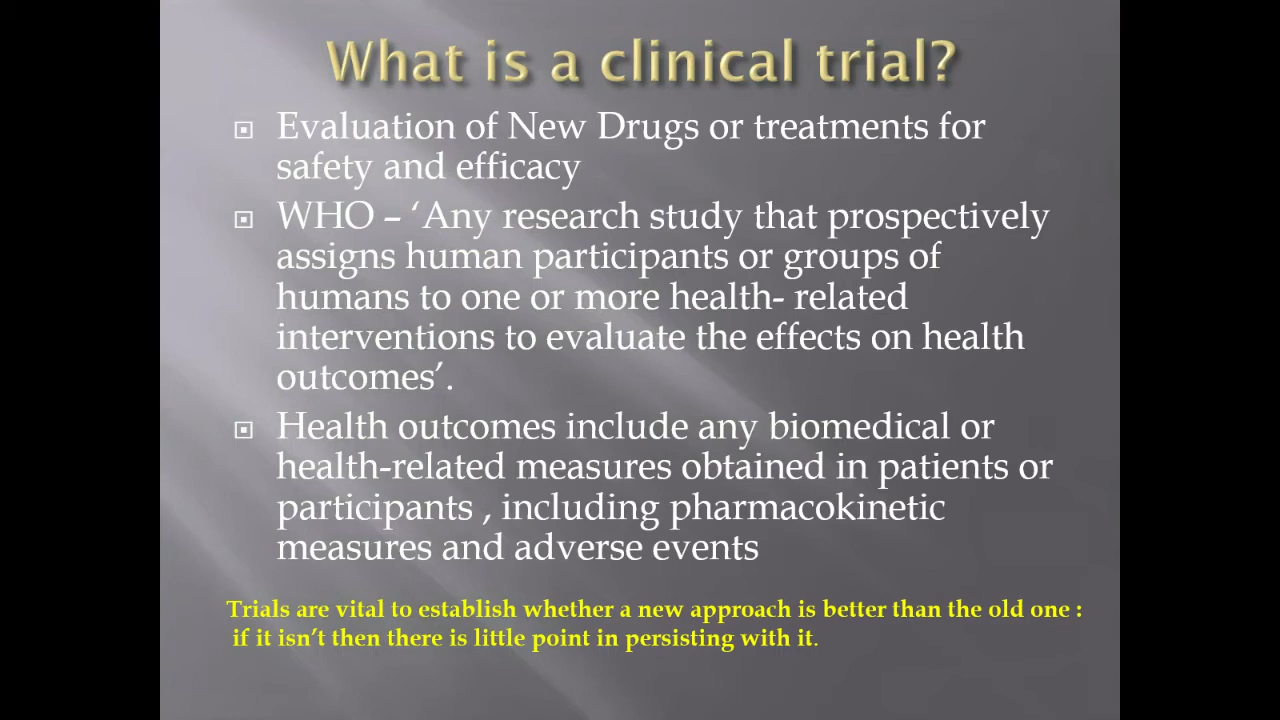 What is a clinical trial?
Evaluation of New Drugs or treatments for
safety and efficacy
WHO – ‘Any research study that prospectively
assigns human participants or groups of
humans to one or more health- related
interventions to evaluate the effects on health
outcomes’.
Health outcomes include any biomedical or
health-related measures obtained in patients or
participants , including pharmacokinetic
measures and adverse events
Trials are vital to establish whether a new approach is better than the old one :
if it isn’t then there is little point in persisting with it.